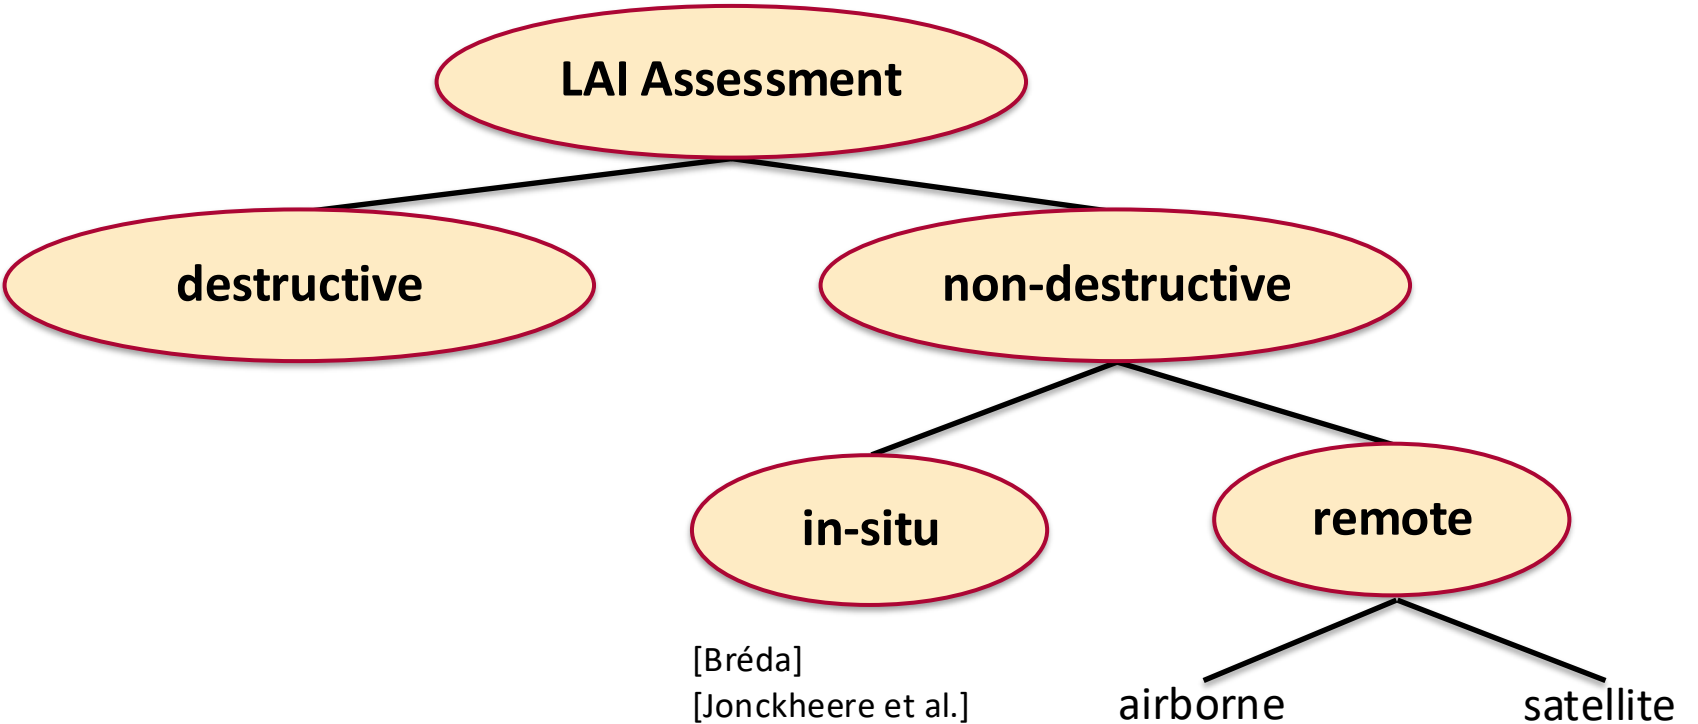 LAI Assessment
destructive
non-destructive
in-situ
remote
[Bréda]
[Jonckheere et al.]
airborne
satellite